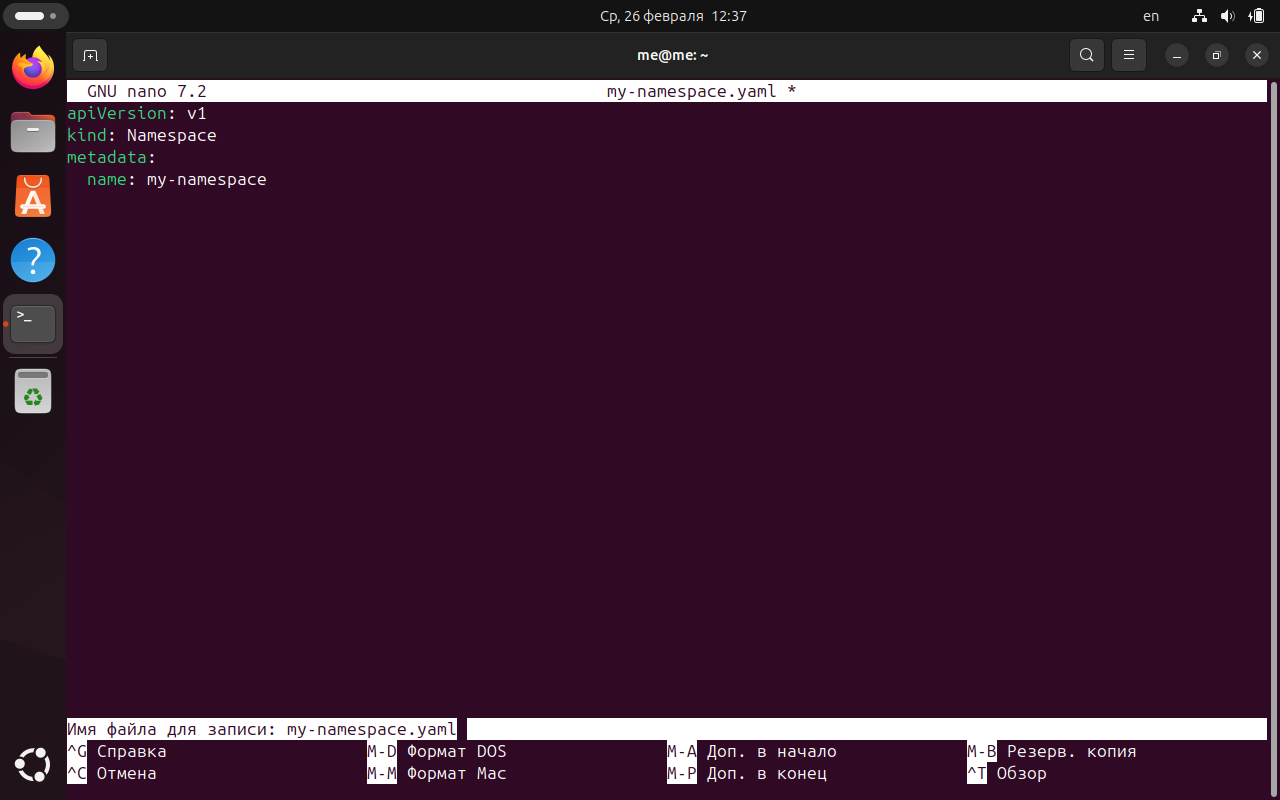 Ср, 26 февраля 12:37
en
me@me: ~
GNU nano 7.2 my-namespace.yaml *
apiVersion: v1
kind: Namespace
metadata:
  name: my-namespace
Имя файла для записи: my-namespace.yaml
^G Справка M-D Формат DOS M-A Доп. в начало M-B Резерв. копия
^C Отмена M-M Формат Mac M-P Доп. в конец ^T Обзор